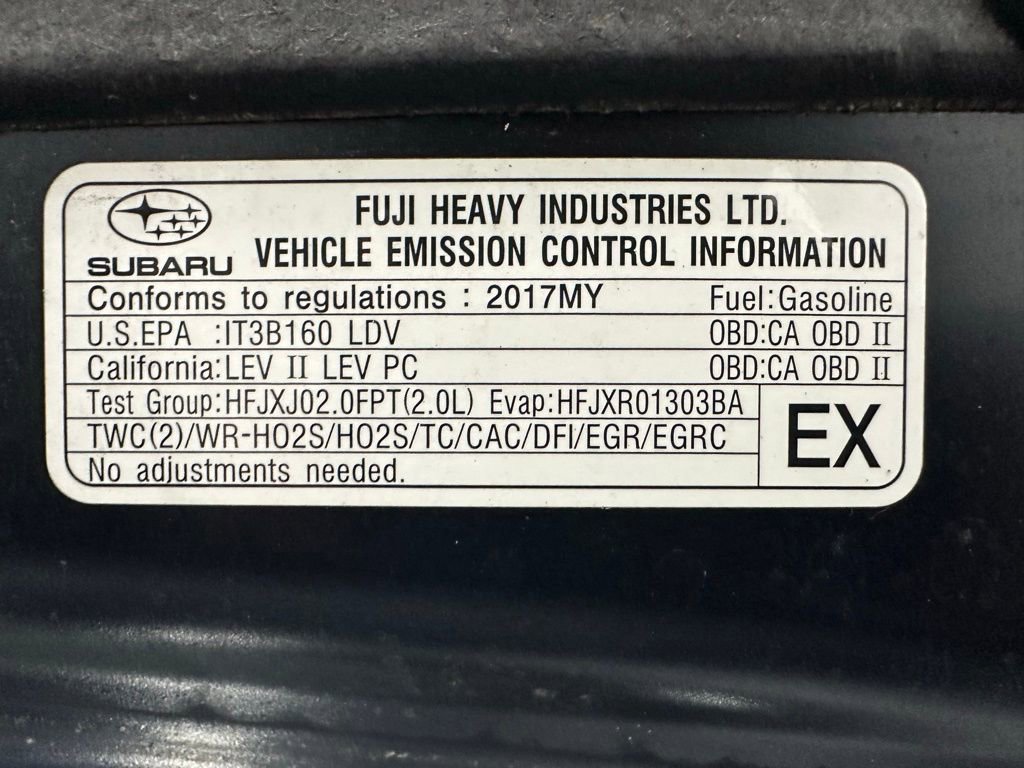 FUJI HEAVY INDUSTRIES LTD.
SUBARU VEHICLE EMISSION CONTROL INFORMATION
Conforms to regulations : 2017MY Fuel:Gasoline
U.S.EPA :IT3B160 LDV OBD:CA OBD II
California:LEV II LEV PC OBD:CA OBD II
Test Group:HFJXJ02.0FPT(2.0L) Evap:HFJXR01303BA
TWC(2)/WR-HO2S/HO2S/TC/CAC/DFI/EGR/EGRC
EX
No adjustments needed.